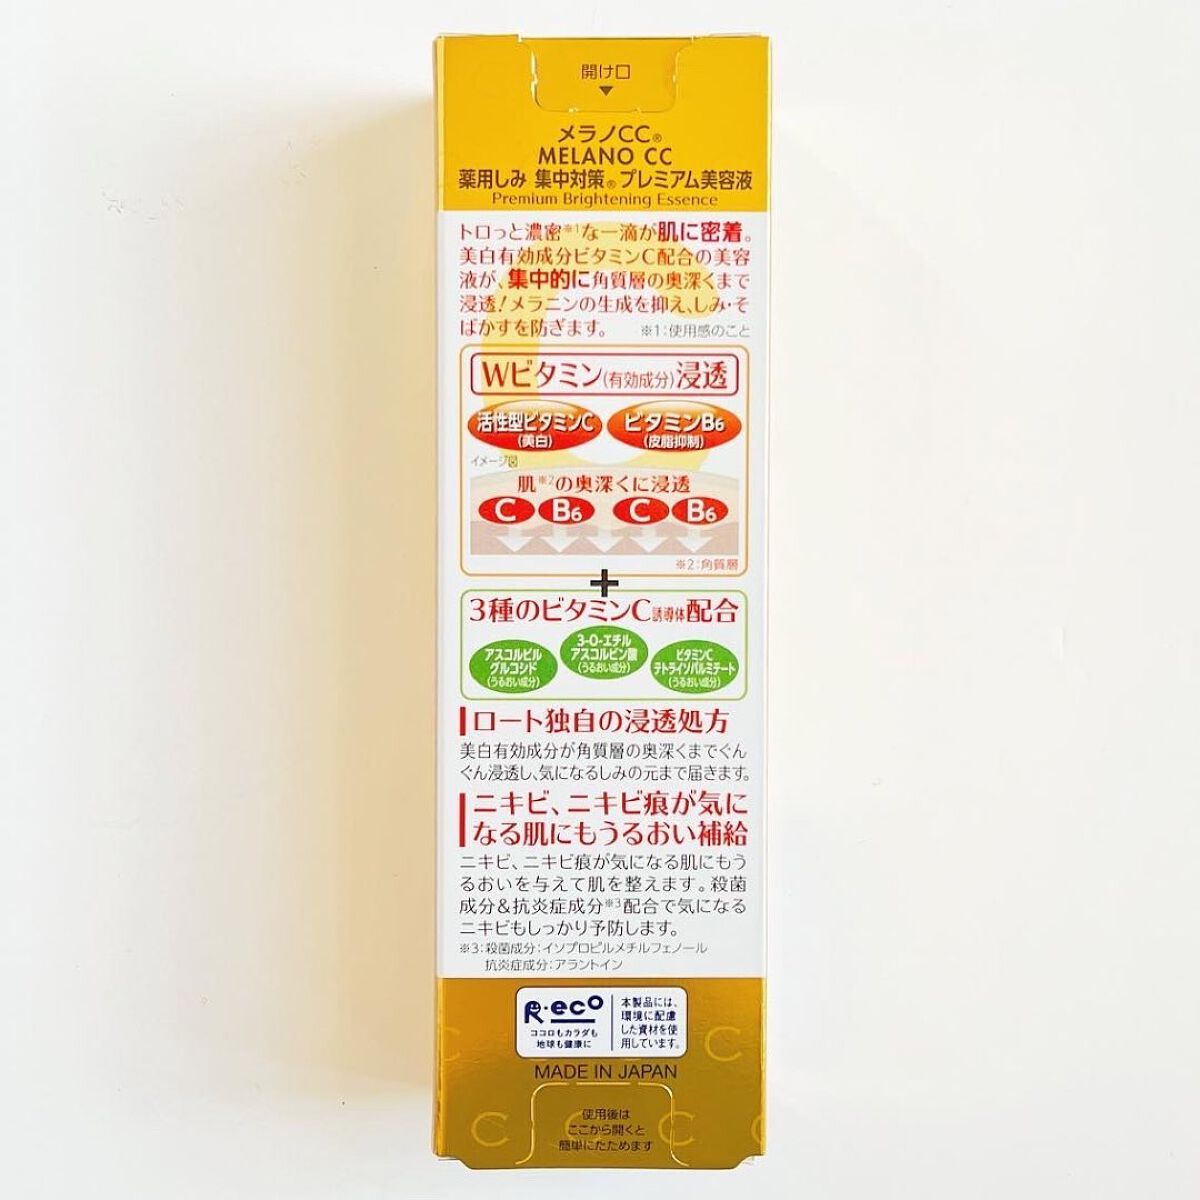 開け口
▼
メラノCC®
MELANO CC
薬用しみ 集中対策® プレミアム美容液
Premium Brightening Essence
トロっと濃密※1な一滴が肌に密着。
美白有効成分ビタミンC配合の美容
液が、集中的に角質層の奥深くまで
浸透!メラニンの生成を抑え、しみ・そ
ばかすを防ぎます。 ※1:使用感のこと
Wビタミン(有効成分)浸透
活性型ビタミンC ビタミンB6
(美白) (皮脂抑制)
イメージ図
肌※2の奥深くに浸透
C B6 C B6
※2:角質層
+
3種のビタミンC誘導体配合
アスコルビル
グルコシド
(うるおい成分)
3-O-エチル
アスコルビン酸
(うるおい成分)
ビタミンC
テトライソパルミテート
(うるおい成分)
ロート独自の浸透処方
美白有効成分が角質層の奥深くまでぐん
ぐん浸透し、気になるしみの元まで届きます。
ニキビ、ニキビ痕が気に
なる肌にもうるおい補給
ニキビ、ニキビ痕が気になる肌にもう
るおいを与えて肌を整えます。殺菌
成分&抗炎症成分※3配合で気になる
ニキビもしっかり予防します。
※3:殺菌成分:イソプロピルメチルフェノール
抗炎症成分:アラントイン
R・eco
ココロもカラダも
地球も健康に
本製品には、
環境に配慮
した資材を使
用しています。
MADE IN JAPAN
使用後は
ここから開くと
簡単にたためます